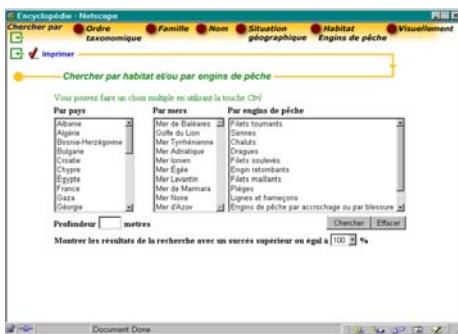 Encyclopédie - Netscape
Chercher par Ordre taxonomique Famille Nom Situation géographique Habitat Engins de pêche Visuellement
Imprimer
Chercher par habitat et/ou par engins de pêche
Vous pouvez faire un choix multiple en utilisant la touche Ctrl
Par pays Par mers Par engins de pêche
Albanie Mer de Baléares Filets tournants
Algérie Golfe du Lion Sennes
Bosnie-Herzégovine Mer Tyrrhénienne Chaluts
Bulgarie Mer Adriatique Dragues
Croatie Mer Ionien Filets soulevés
Chypre Mer Égée Engin retombants
Egypte Mer Levantin Filets maillants
France Mer de Marmara Pièges
Gaza Mer Noire Lignes et hameçons
Géorgie Mer d'Azov Engins de pêche par accrochage ou par blessure
Profondeur metres Chercher Effacer
Montrer les résultats de la recherche avec un succès supérieur ou égal à 100 %
Document Done